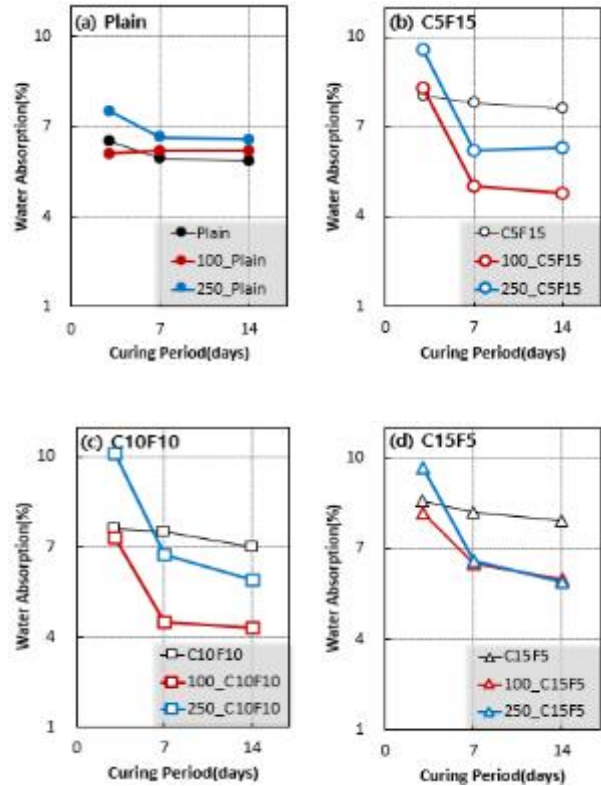 (a) Plain
Water Absorption(%)
10
7
4
1
0
7
14
Curing Period(days)
Plain
100_Plain
250_Plain
(b) C5F15
Water Absorption(%)
10
7
4
1
0
7
14
Curing Period(days)
C5F15
100_C5F15
250_C5F15
(c) C10F10
Water Absorption(%)
10
7
4
1
0
7
14
Curing Period(days)
C10F10
100_C10F10
250_C10F10
(d) C15F5
Water Absorption(%)
10
7
4
1
0
7
14
Curing Period(days)
C15F5
100_C15F5
250_C15F5